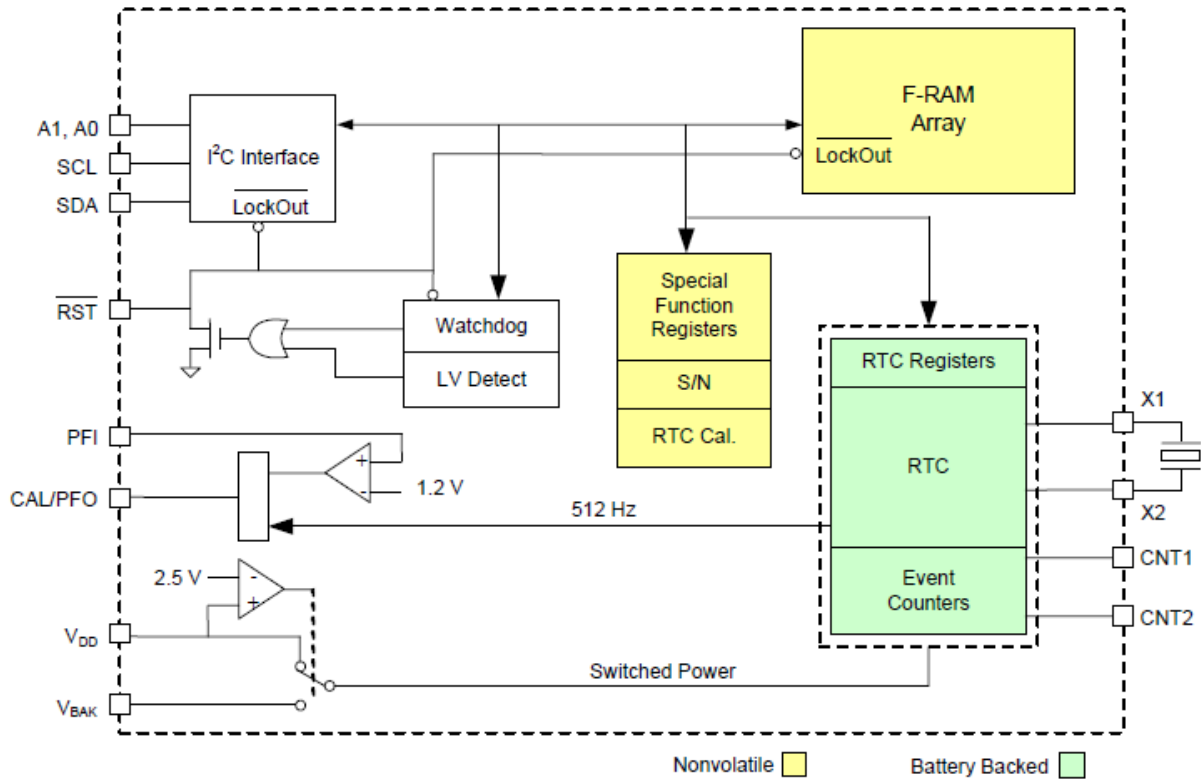 F-RAM
Array
LockOut
A1, A0
SCL
SDA
I²C Interface
LockOut
RST
Watchdog
LV Detect
Special
Function
Registers
S/N
RTC Cal.
RTC Registers
RTC
Event
Counters
X1
X2
CNT1
CNT2
PFI
CAL/PFO
+
-
1.2 V
512 Hz
2.5 V
-
+
VDD
VBAK
Switched Power
Nonvolatile
Battery Backed